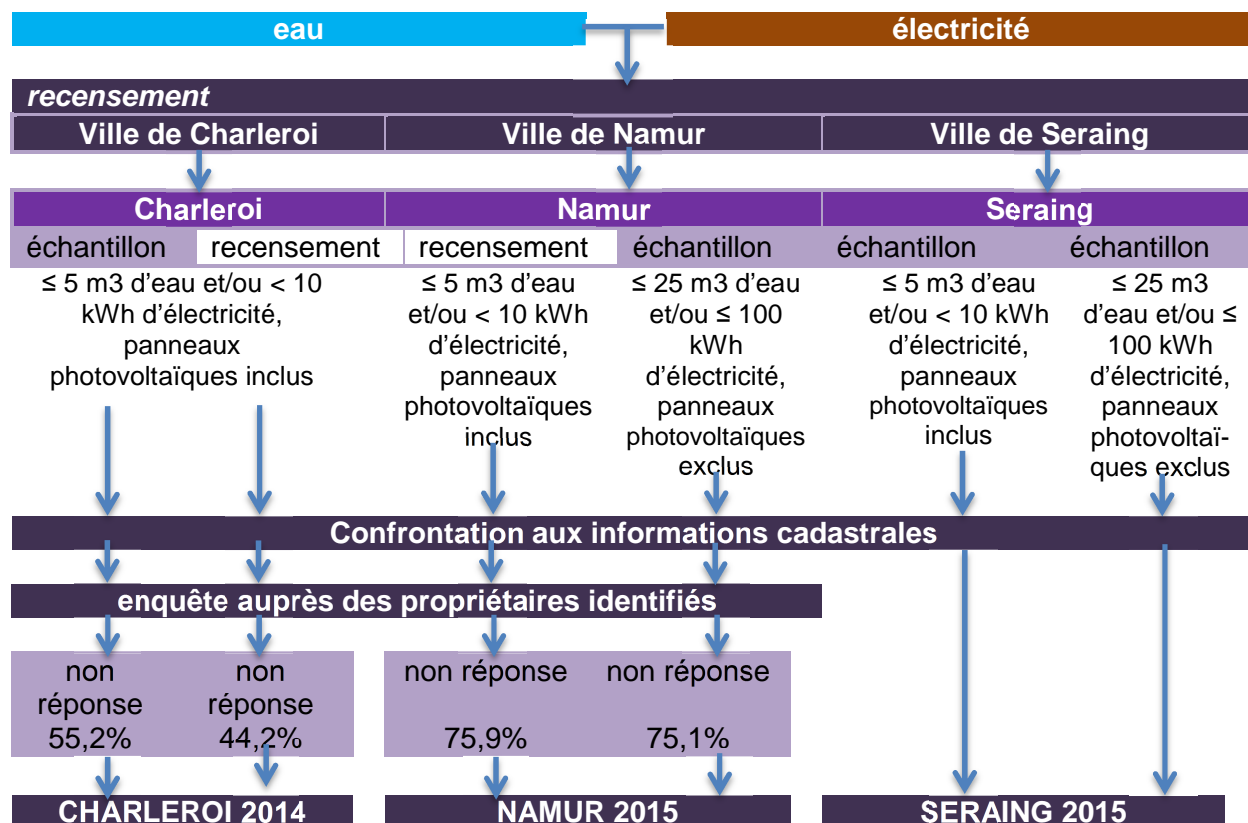 eau
électricité
recensement
Ville de Charleroi
Ville de Namur
Ville de Seraing
Charleroi
Namur
Seraing
échantillon
recensement
recensement
échantillon
échantillon
échantillon
≤ 5 m3 d’eau et/ou < 10
kWh d’électricité,
panneaux
photovoltaïques inclus
≤ 5 m3 d’eau
et/ou < 10 kWh
d’électricité,
panneaux
photovoltaïques
inclus
≤ 25 m3 d’eau
et/ou ≤ 100
kWh
d’électricité,
panneaux
photovoltaïques
exclus
≤ 5 m3 d’eau
et/ou < 10 kWh
d’électricité,
panneaux
photovoltaïques
inclus
≤ 25 m3
d’eau et/ou ≤
100 kWh
d’électricité,
panneaux
photovoltaï-
ques exclus
Confrontation aux informations cadastrales
enquête auprès des propriétaires identifiés
non
réponse
55,2%
non
réponse
44,2%
non réponse
75,9%
non réponse
75,1%
CHARLEROI 2014
NAMUR 2015
SERAING 2015